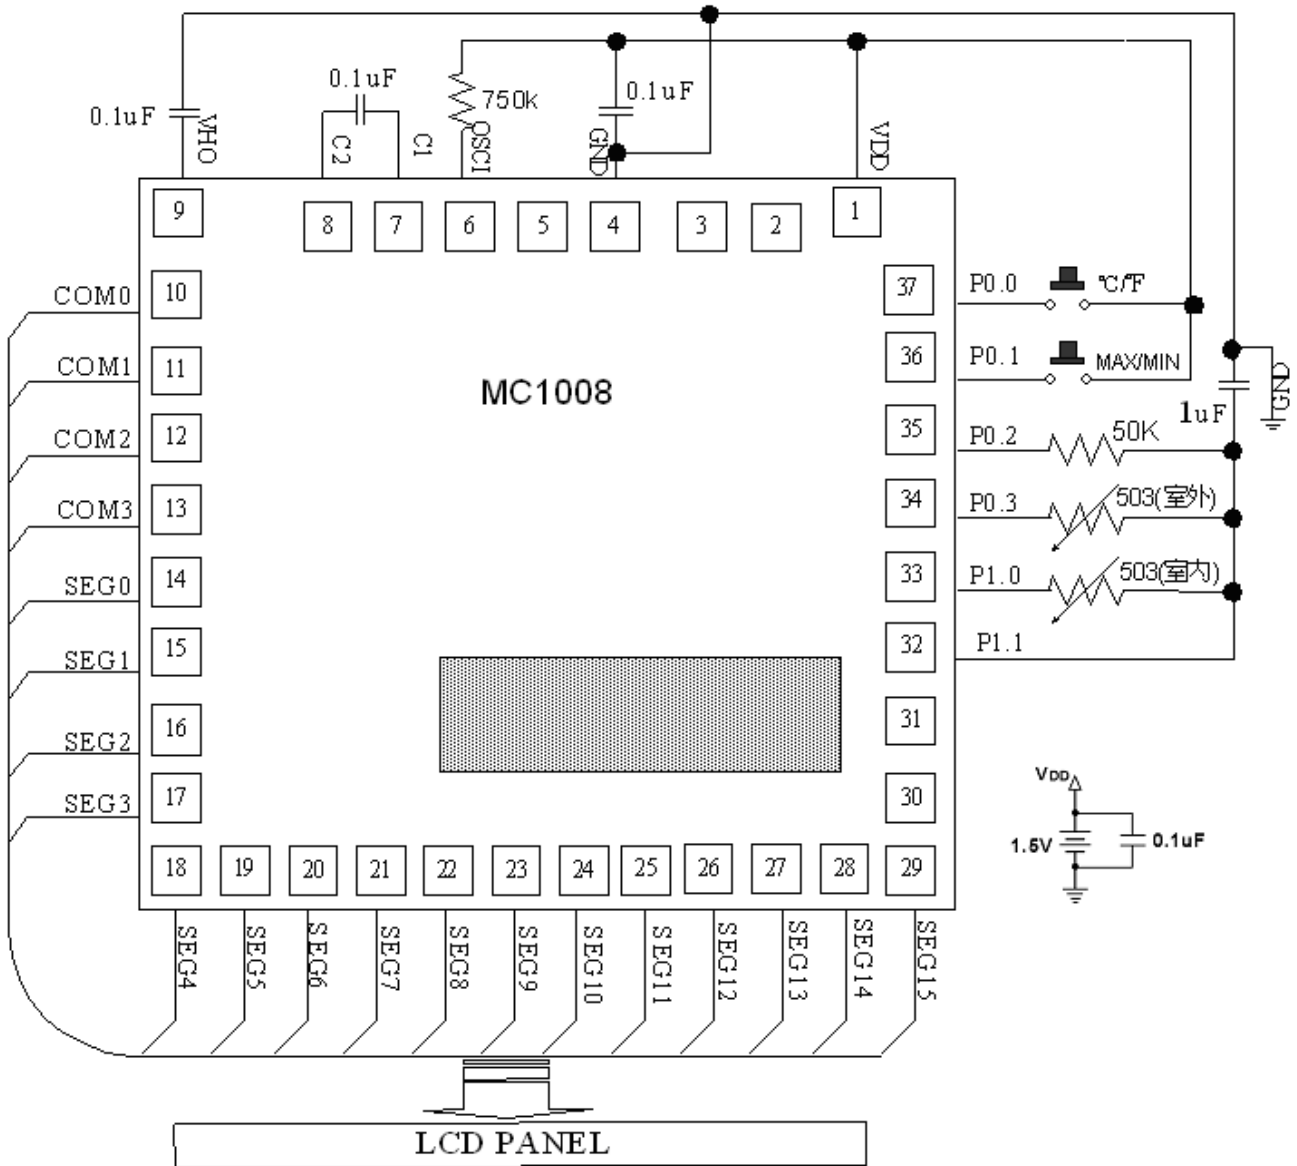 0.1uF
0.1uF
750k
0.1uF
VHO
C2
C1
OSCI
GND
VDD
9
8
7
6
5
4
3
2
1
COM0
10
37
P0.0
℃/℉
COM1
11
36
P0.1
MAX/MIN
MC1008
1uF
GND
COM2
12
35
P0.2
50K
COM3
13
34
P0.3
503(室外)
SEG0
14
33
P1.0
503(室内)
SEG1
15
32
P1.1
SEG2
16
31
SEG3
17
30
VDD
1.5V
0.1uF
18
19
20
21
22
23
24
25
26
27
28
29
SEG4
SEG5
SEG6
SEG7
SEG8
SEG9
SEG10
SEG11
SEG12
SEG13
SEG14
SEG15
LCD PANEL